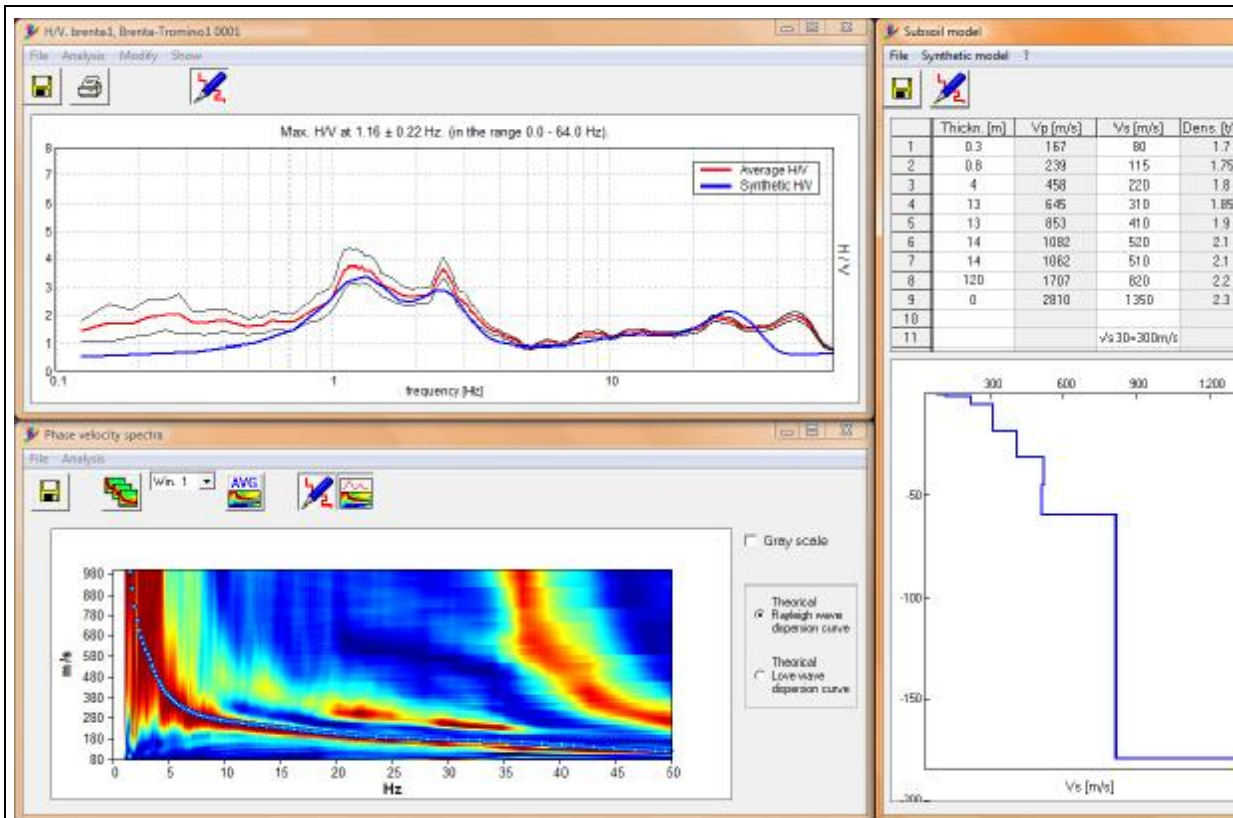 H/V. brenta1, Brenta-Tromino1 0001
File Analysis Modify Show
Max. H/V at 1.16 ± 0.22 Hz. (in the range 0.0 - 64.0 Hz).
Average H/V
Synthetic H/V
8
7
6
5
4
3
2
1
0
0.1 1 10
frequency [Hz]
H/V
Phase velocity spectra
File Analysis
Win. 1
AVG
Gray scale
Theorical
Rayleigh wave
dispersion curve
Theorical
Love wave
dispersion curve
980
880
780
680
580
480
380
280
180
80
m/s
0 5 10 15 20 25 30 35 40 45 50
Hz
Subsoil model
File Synthetic model ?
Thickn. [m] Vp [m/s] Vs [m/s] Dens. [t/
1 0.3 167 80 1.7
2 0.8 239 115 1.75
3 4 458 220 1.8
4 13 645 310 1.85
5 13 853 410 1.9
6 14 1082 520 2.1
7 14 1062 510 2.1
8 120 1707 820 2.2
9 0 2810 1350 2.3
10
11 Vs30=300m/s
300 600 900 1200
-50
-100
-150
-200
Vs [m/s]